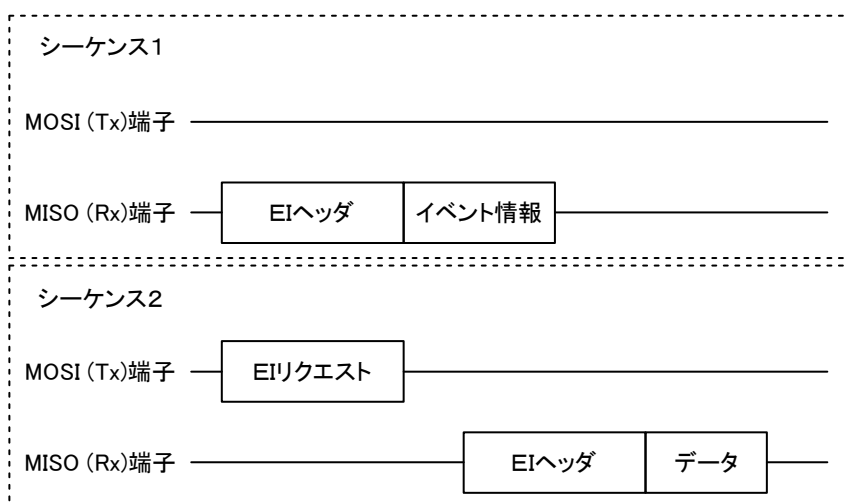 シーケンス1
MOSI (Tx)端子
MISO (Rx)端子 EIヘッダ イベント情報
シーケンス2
MOSI (Tx)端子 EIリクエスト
MISO (Rx)端子 EIヘッダ データ